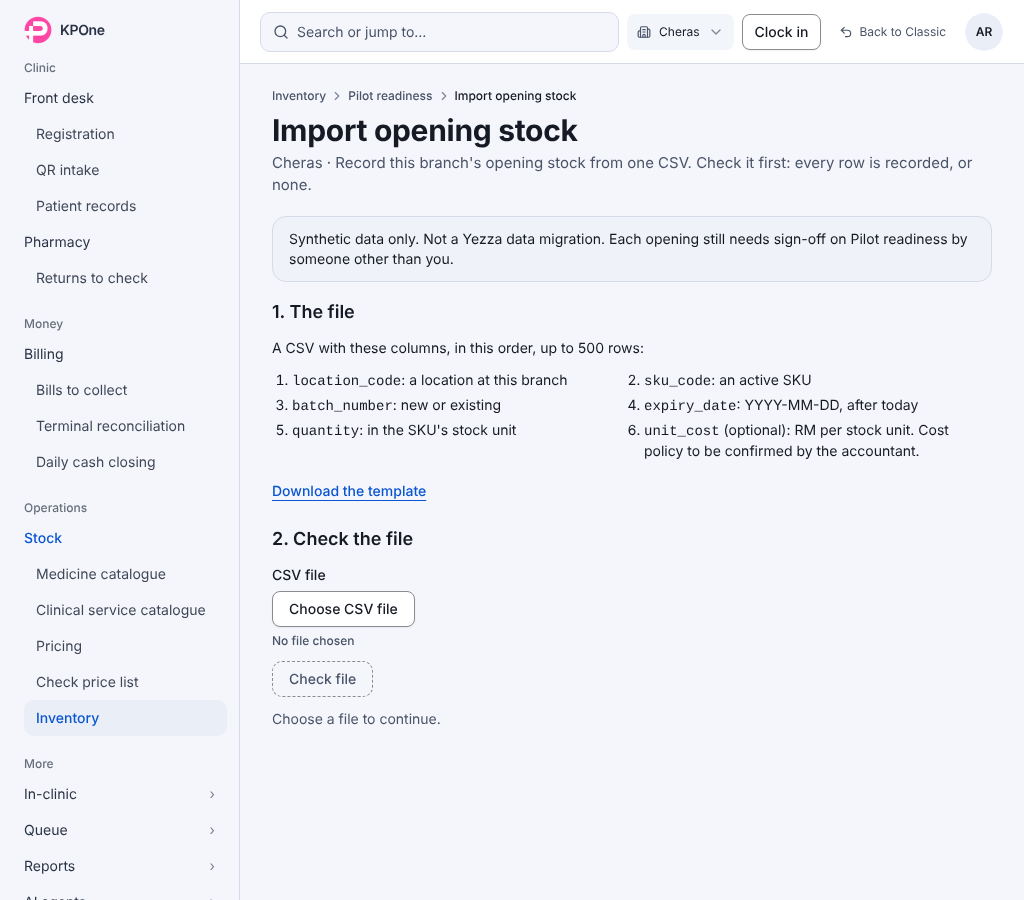 KPOne
Clinic
Front desk
Registration
QR intake
Patient records
Pharmacy
Returns to check
Money
Billing
Bills to collect
Terminal reconciliation
Daily cash closing
Operations
Stock
Medicine catalogue
Clinical service catalogue
Pricing
Check price list
Inventory
More
In-clinic
Queue
Reports
AI agents
Search or jump to...
Cheras
Clock in
Back to Classic
AR
Inventory > Pilot readiness > Import opening stock
Import opening stock
Cheras · Record this branch's opening stock from one CSV. Check it first: every row is recorded, or
none.
Synthetic data only. Not a Yezza data migration. Each opening still needs sign-off on Pilot readiness by
someone other than you.
1. The file
A CSV with these columns, in this order, up to 500 rows:
1. location_code: a location at this branch
2. sku_code: an active SKU
3. batch_number: new or existing
4. expiry_date: YYYY-MM-DD, after today
5. quantity: in the SKU's stock unit
6. unit_cost (optional): RM per stock unit. Cost
policy to be confirmed by the accountant.
Download the template
2. Check the file
CSV file
Choose CSV file
No file chosen
Check file
Choose a file to continue.